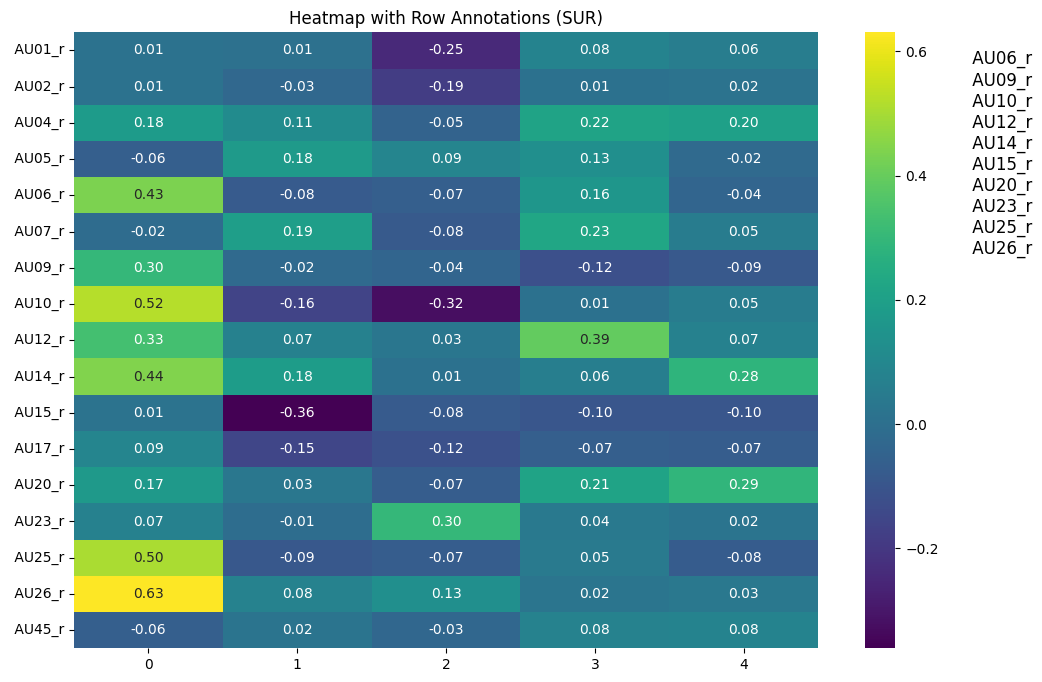 Heatmap with Row Annotations (SUR)
AU01_r 0.01 0.01 -0.25 0.08 0.06
AU02_r 0.01 -0.03 -0.19 0.01 0.02
AU04_r 0.18 0.11 -0.05 0.22 0.20
AU05_r -0.06 0.18 0.09 0.13 -0.02
AU06_r 0.43 -0.08 -0.07 0.16 -0.04
AU07_r -0.02 0.19 -0.08 0.23 0.05
AU09_r 0.30 -0.02 -0.04 -0.12 -0.09
AU10_r 0.52 -0.16 -0.32 0.01 0.05
AU12_r 0.33 0.07 0.03 0.39 0.07
AU14_r 0.44 0.18 0.01 0.06 0.28
AU15_r 0.01 -0.36 -0.08 -0.10 -0.10
AU17_r 0.09 -0.15 -0.12 -0.07 -0.07
AU20_r 0.17 0.03 -0.07 0.21 0.29
AU23_r 0.07 -0.01 0.30 0.04 0.02
AU25_r 0.50 -0.09 -0.07 0.05 -0.08
AU26_r 0.63 0.08 0.13 0.02 0.03
AU45_r -0.06 0.02 -0.03 0.08 0.08
0 1 2 3 4
0.6
0.4
0.2
0.0
−0.2
AU06_r
AU09_r
AU10_r
AU12_r
AU14_r
AU15_r
AU20_r
AU23_r
AU25_r
AU26_r